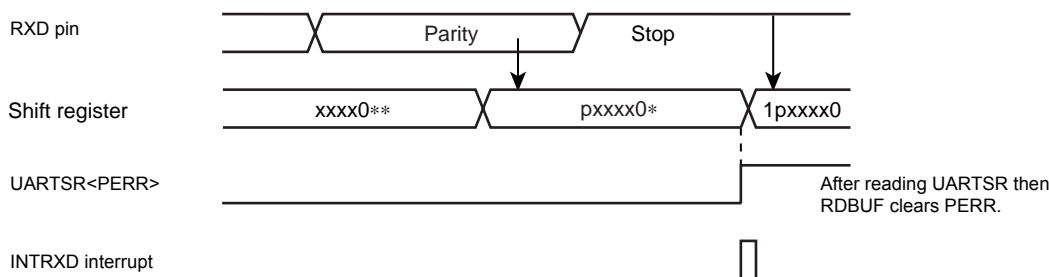 RXD pin
Parity
Stop
Shift register
xxxx0**
pxxxx0*
1pxxxx0
UARTSR<PERR>
After reading UARTSR then
RDBUF clears PERR.
INTRXD interrupt